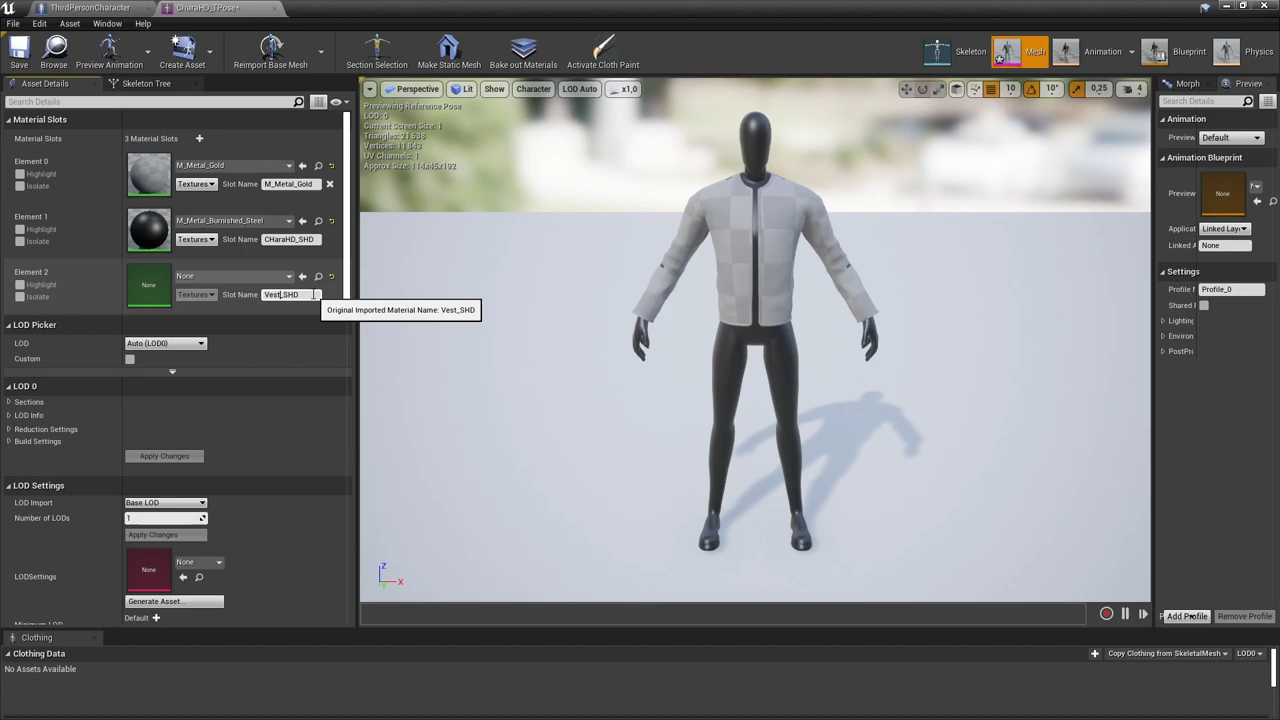 ThirdPersonCharacter
CharaHD_TPose*
File Edit Asset Window Help
Save Browse Preview Animation Create Asset Reimport Base Mesh Section Selection Make Static Mesh Bake out Materials Activate Cloth Paint Skeleton Mesh Animation Blueprint Physics
Asset Details Skeleton Tree
Search Details
Material Slots
Material Slots 3 Material Slots
Element 0
Highlight
Isolate
M_Metal_Gold
Textures Slot Name M_Metal_Gold
Element 1
Highlight
Isolate
M_Metal_Burnished_Steel
Textures Slot Name CHaraHD_SHD
Element 2
Highlight
Isolate
None
None
Textures Slot Name Vest_SHD
Original Imported Material Name: Vest_SHD
LOD Picker
LOD Auto (LOD0)
Custom
LOD 0
Sections
LOD Info
Reduction Settings
Build Settings
Apply Changes
LOD Settings
LOD Import Base LOD
Number of LODs 1
Apply Changes
LODSettings None None
Generate Asset...
Default
Perspective Lit Show Character LOD Auto x1,0
10 10° 0,25 4
Previewing Reference Pose
LOD: 0
Current Screen Size: 1
Triangles: 21.638
Vertices: 11.843
UV Channels: 1
Approx Size: 114x45x192
Z
X
Y
Morph Preview
Search Details
Animation
Preview Default
Animation Blueprint
Preview None
Applicat Linked Lay
Linked A None
Settings
Profile N Profile_0
Shared
Lighting
Environ
PostPro
Add Profile Remove Profile
Clothing
Clothing Data
Copy Clothing from SkeletalMesh LOD0
No Assets Available